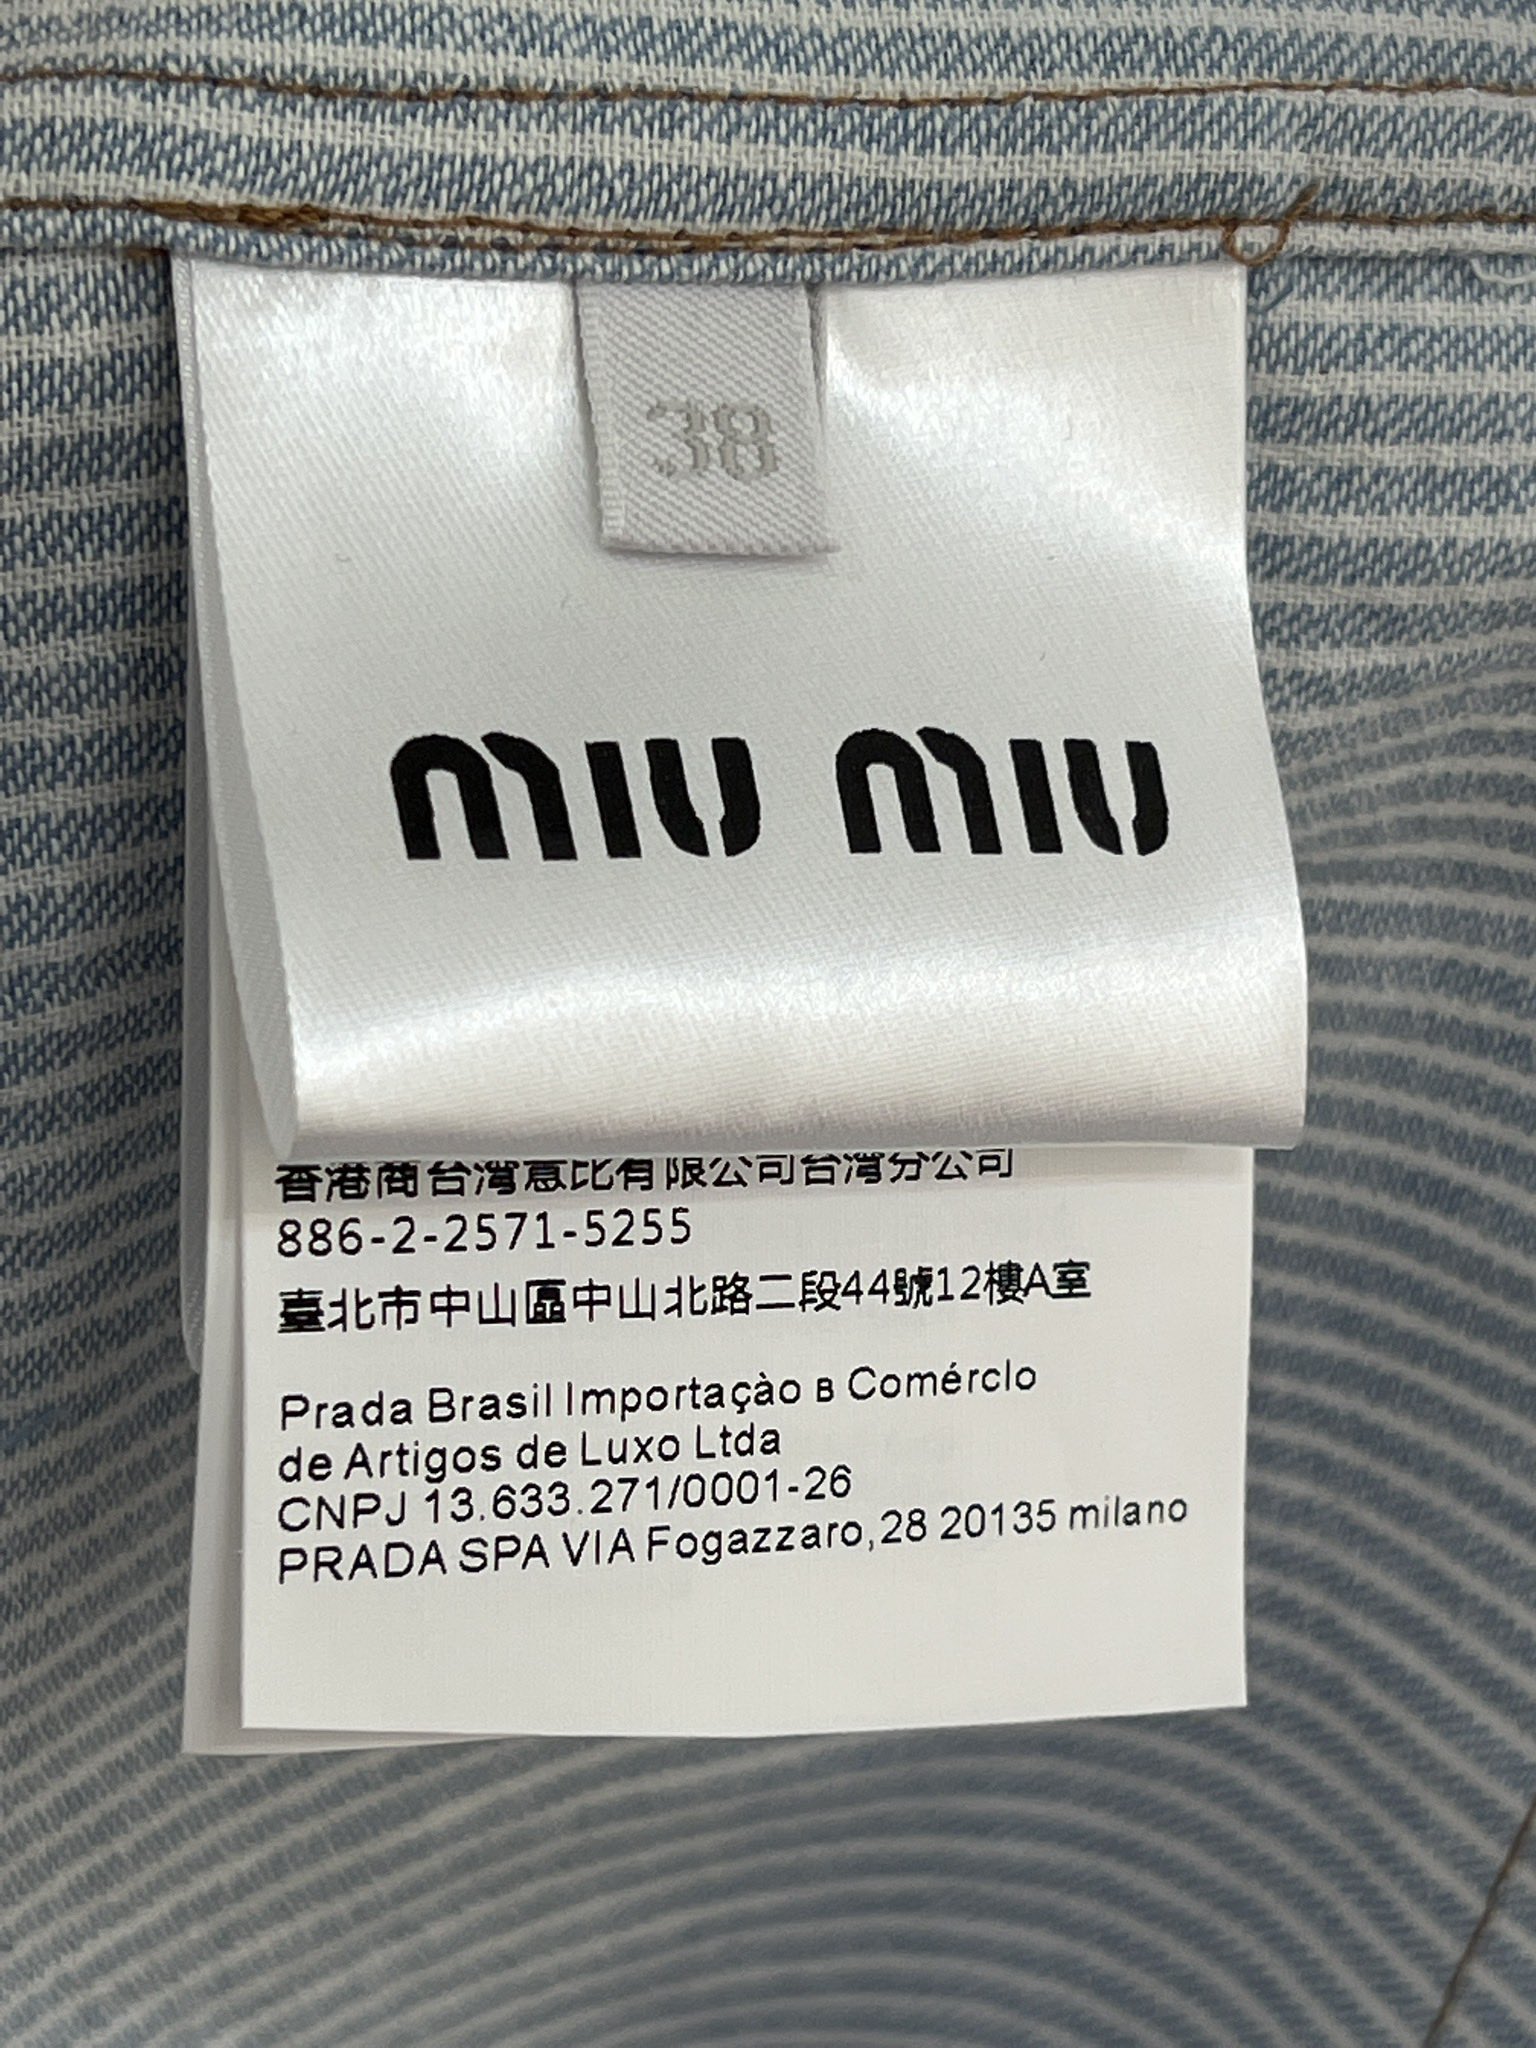 38
miu miu
香港商台灣意比有限公司台灣分公司
886-2-2571-5255
臺北市中山區中山北路二段44號12樓A室
Prada Brasil Importaçào в Comérclo
de Artigos de Luxo Ltda
CNPJ 13.633.271/0001-26
PRADA SPA VIA Fogazzaro,28 20135 milano